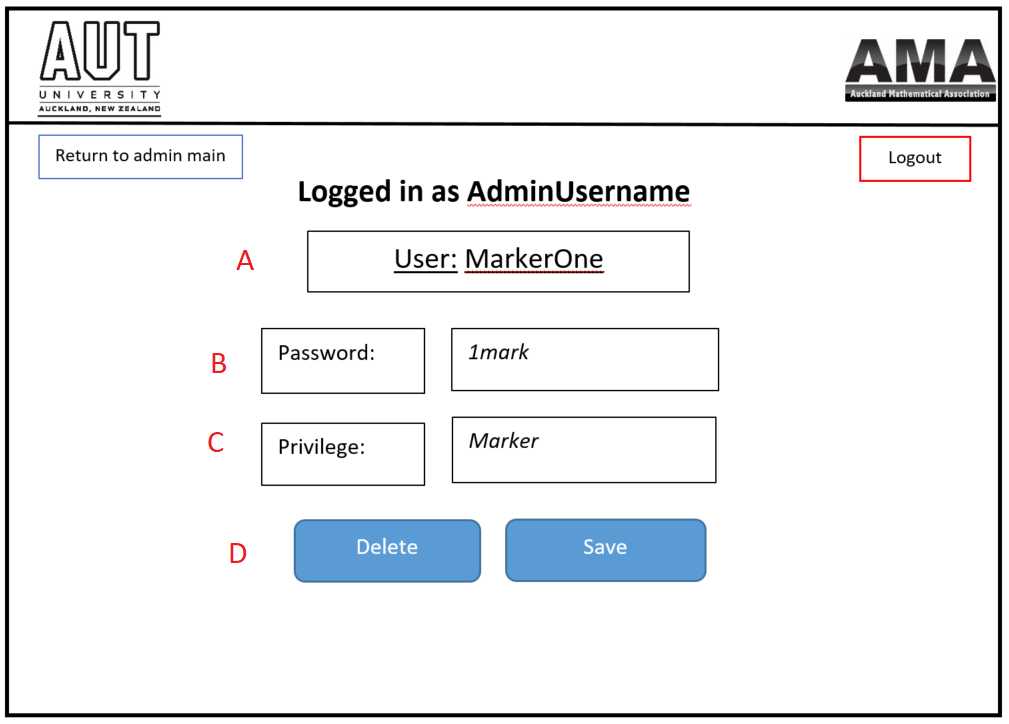 AUT
UNIVERSITY
AUCKLAND, NEW ZEALAND
AMA
Auckland Mathematical Association
Return to admin main
Logout
Logged in as AdminUsername
A
User: MarkerOne
B
Password:
1mark
C
Privilege:
Marker
D
Delete
Save